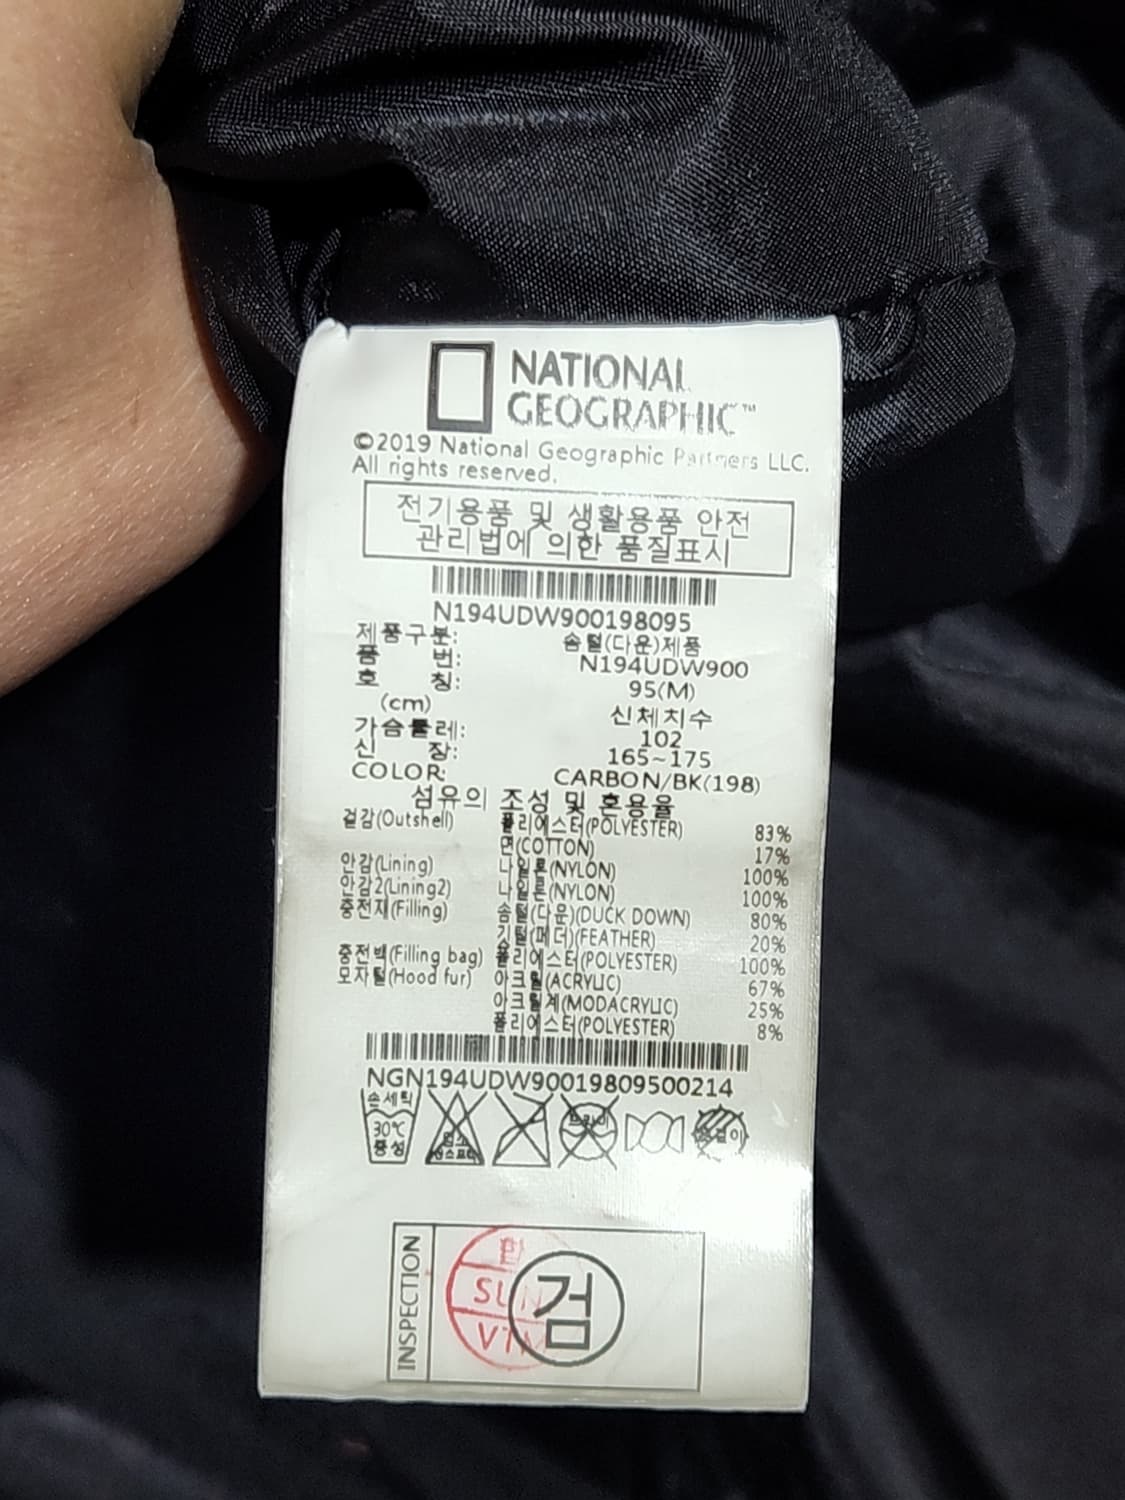 NATIONAL
GEOGRAPHIC™
©2019 National Geographic Partners LLC.
All rights reserved.
전기용품 및 생활용품 안전
관리법에 의한 품질표시
N194UDW900198095
제품구분: 솜털(다운)제품
품 번: N194UDW900
호 칭: 95(M)
(cm) 신체치수
가슴둘레: 102
신 장: 165~175
COLOR: CARBON/BK(198)
섬유의 조성 및 혼용율
겉감(Outshell) 폴리에스터(POLYESTER) 83%
면(COTTON) 17%
안감(Lining) 나일론(NYLON) 100%
안감2(Lining2) 나일론(NYLON) 100%
충전재(Filling) 솜털(다운)(DUCK DOWN) 80%
깃털(페더)(FEATHER) 20%
충전백(Filling bag) 폴리에스터(POLYESTER) 100%
모자털(Hood fur) 아크릴(ACRYLIC) 67%
아크릴계(MODACRYLIC) 25%
폴리에스터(POLYESTER) 8%
NGN194UDW90019809500214
손세탁
30℃
중성
드라이
INSPECTION
검
SUN